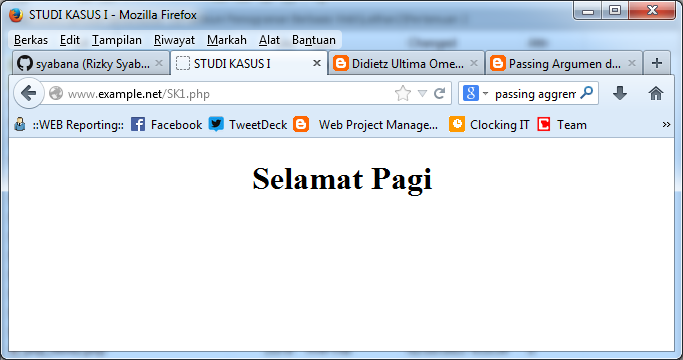 STUDI KASUS I - Mozilla Firefox
Berkas Edit Tampilan Riwayat Markah Alat Bantuan
syabana (Rizky Syab... STUDI KASUS I Didietz Ultima Ome... Passing Argumen d...
www.example.net/SK1.php passing aggrem
::WEB Reporting:: Facebook TweetDeck Web Project Manage... Clocking IT Team
Selamat Pagi